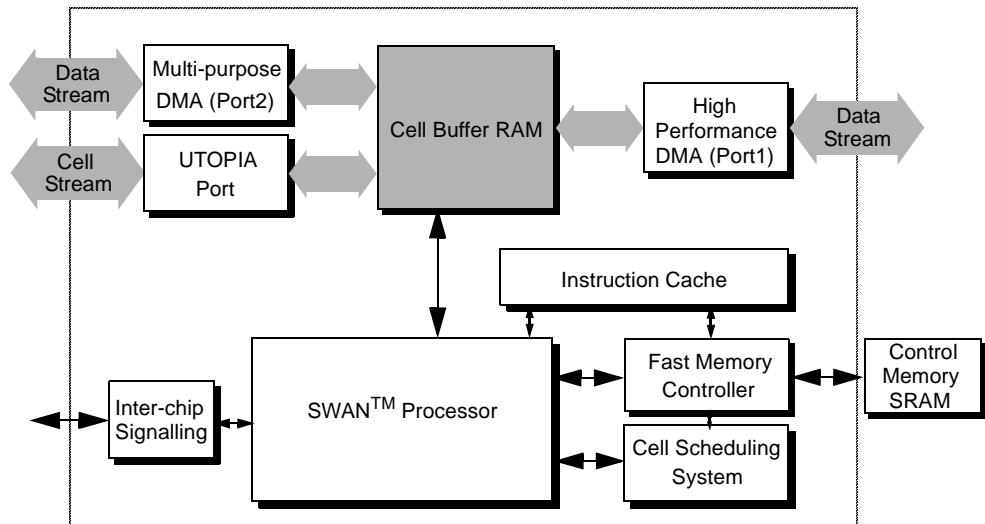 Data
Stream
Multi-purpose
DMA (Port2)
Cell Buffer RAM
High
Performance
DMA (Port1)
Data
Stream
Cell
Stream
UTOPIA
Port
Instruction Cache
SWAN™ Processor
Fast Memory
Controller
Control
Memory
SRAM
Inter-chip
Signalling
Cell Scheduling
System